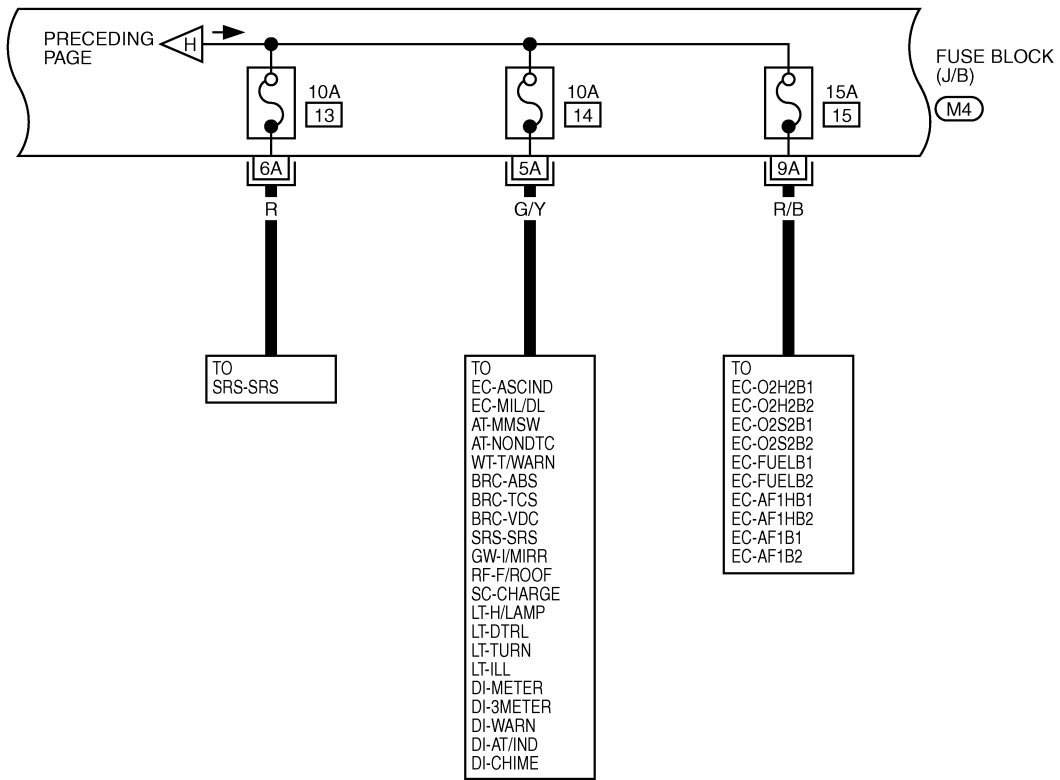 PRECEDING
PAGE
H
FUSE BLOCK
(J/B)
M4
10A
13
10A
14
15A
15
6A
5A
9A
R
G/Y
R/B
TO
SRS-SRS
TO
EC-ASCIND
EC-MIL/DL
AT-MMSW
AT-NONDTC
WT-T/WARN
BRC-ABS
BRC-TCS
BRC-VDC
SRS-SRS
GW-I/MIRR
RF-F/ROOF
SC-CHARGE
LT-H/LAMP
LT-DTRL
LT-TURN
LT-ILL
DI-METER
DI-3METER
DI-WARN
DI-AT/IND
DI-CHIME
TO
EC-O2H2B1
EC-O2H2B2
EC-O2S2B1
EC-O2S2B2
EC-FUELB1
EC-FUELB2
EC-AF1HB1
EC-AF1HB2
EC-AF1B1
EC-AF1B2